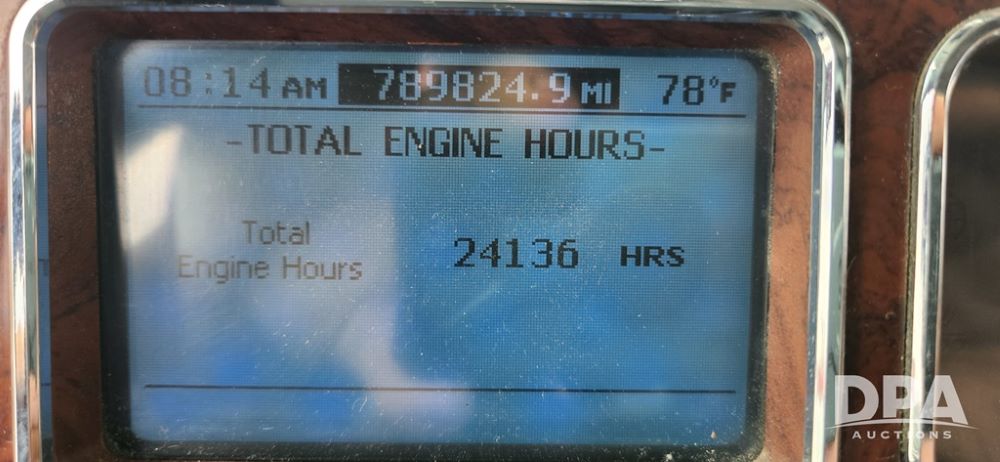 08:14 AM 789824.9 MI 78°F
-TOTAL ENGINE HOURS-
Total
Engine Hours 24136 HRS
DPA
AUCTIONS